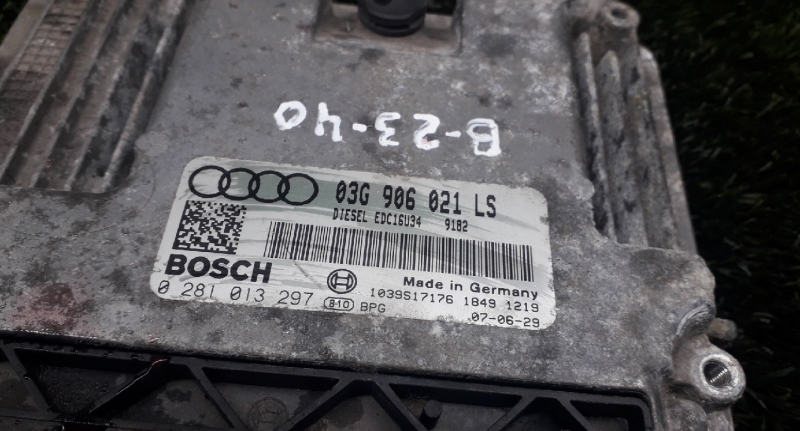 B-23-40
03G 906 021 LS
DIESEL EDC16U34 9182
BOSCH
Made in Germany
0 281 013 297 B10 BPG 1039S17176 1849 1219
07-06-29